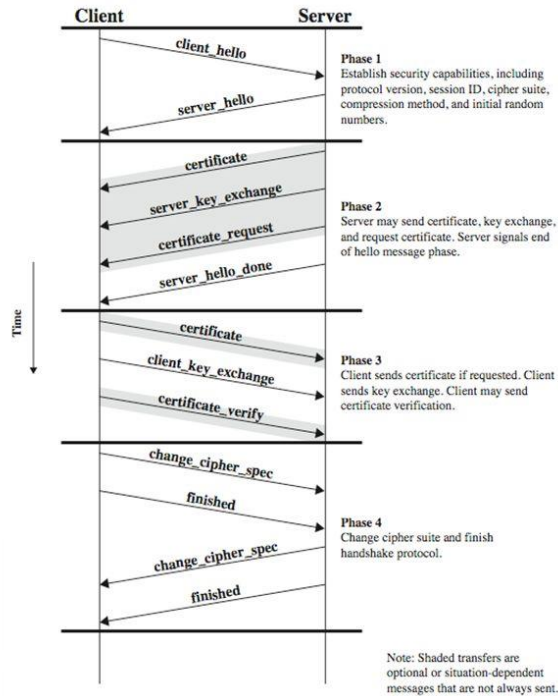 Client
Server
client_hello
server_hello
Phase 1
Establish security capabilities, including
protocol version, session ID, cipher suite,
compression method, and initial random
numbers.
certificate
server_key_exchange
certificate_request
server_hello_done
Phase 2
Server may send certificate, key exchange,
and request certificate. Server signals end
of hello message phase.
Time
certificate
client_key_exchange
certificate_verify
Phase 3
Client sends certificate if requested. Client
sends key exchange. Client may send
certificate verification.
change_cipher_spec
finished
change_cipher_spec
finished
Phase 4
Change cipher suite and finish
handshake protocol.
Note: Shaded transfers are
optional or situation-dependent
messages that are not always sent.